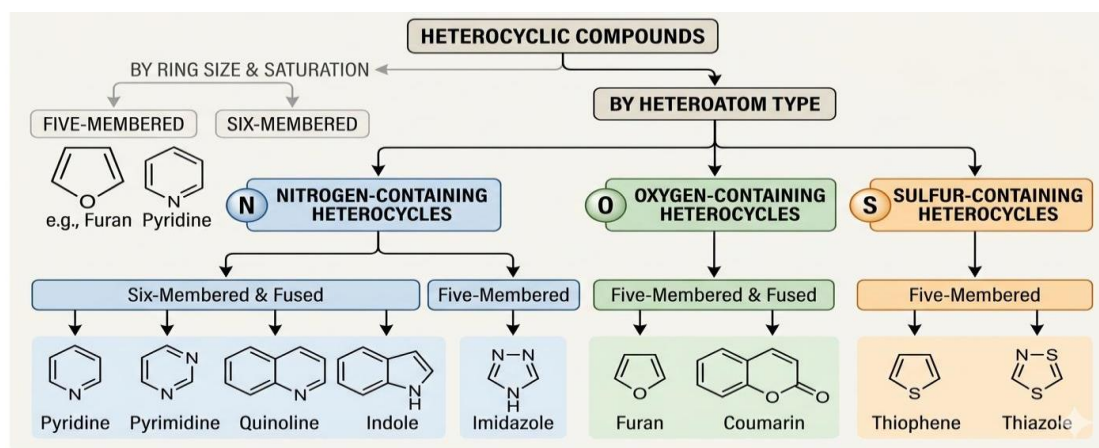 HETEROCYCLIC COMPOUNDS
BY RING SIZE & SATURATION
BY HETEROATOM TYPE
FIVE-MEMBERED
SIX-MEMBERED
O
N
e.g., Furan
Pyridine
N
NITROGEN-CONTAINING
HETEROCYCLES
O
OXYGEN-CONTAINING
HETEROCYCLES
S
SULFUR-CONTAINING
HETEROCYCLES
Six-Membered & Fused
Five-Membered
Five-Membered & Fused
Five-Membered
N
Pyridine
N
N
Pyrimidine
N
Quinoline
N
H
Indole
N N
N
H
Imidazole
O
Furan
O O
Coumarin
S
Thiophene
N S
S
Thiazole